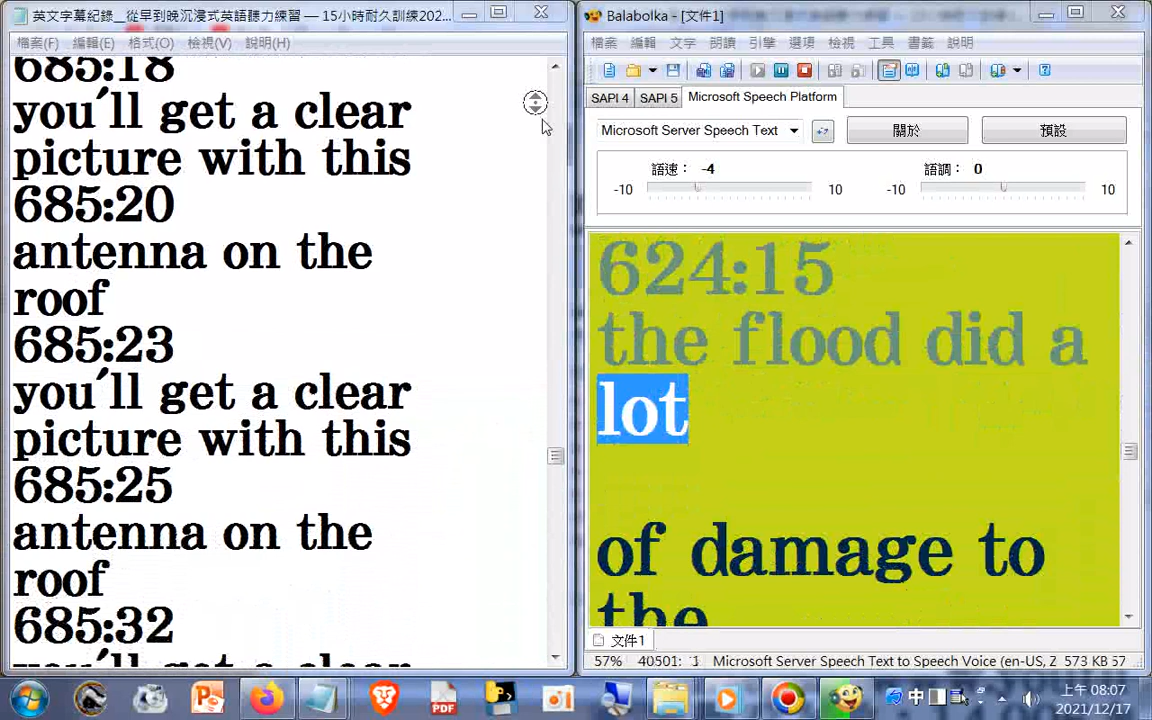 英文字幕紀錄__從早到晚沉浸式英語聽力練習 — 15小時耐久訓練202...
檔案(F) 編輯(E) 格式(O) 檢視(V) 說明(H)
685:18
you'll get a clear
picture with this
685:20
antenna on the
roof
685:23
you'll get a clear
picture with this
685:25
antenna on the
roof
685:32
you'll get a clear
Balabolka - [文件1]
檔案 編輯 文字 朗讀 引擎 選項 檢視 工具 書籤 說明
SAPI 4 SAPI 5 Microsoft Speech Platform
Microsoft Server Speech Text 關於 預設
語速： -4 語調： 0
-10 10 -10 10
624:15
the flood did a
lot
of damage to
the
文件1
57% 40501: 1 Microsoft Server Speech Text to Speech Voice (en-US, Z 573 KB 57
中
上午 08:07
2021/12/17